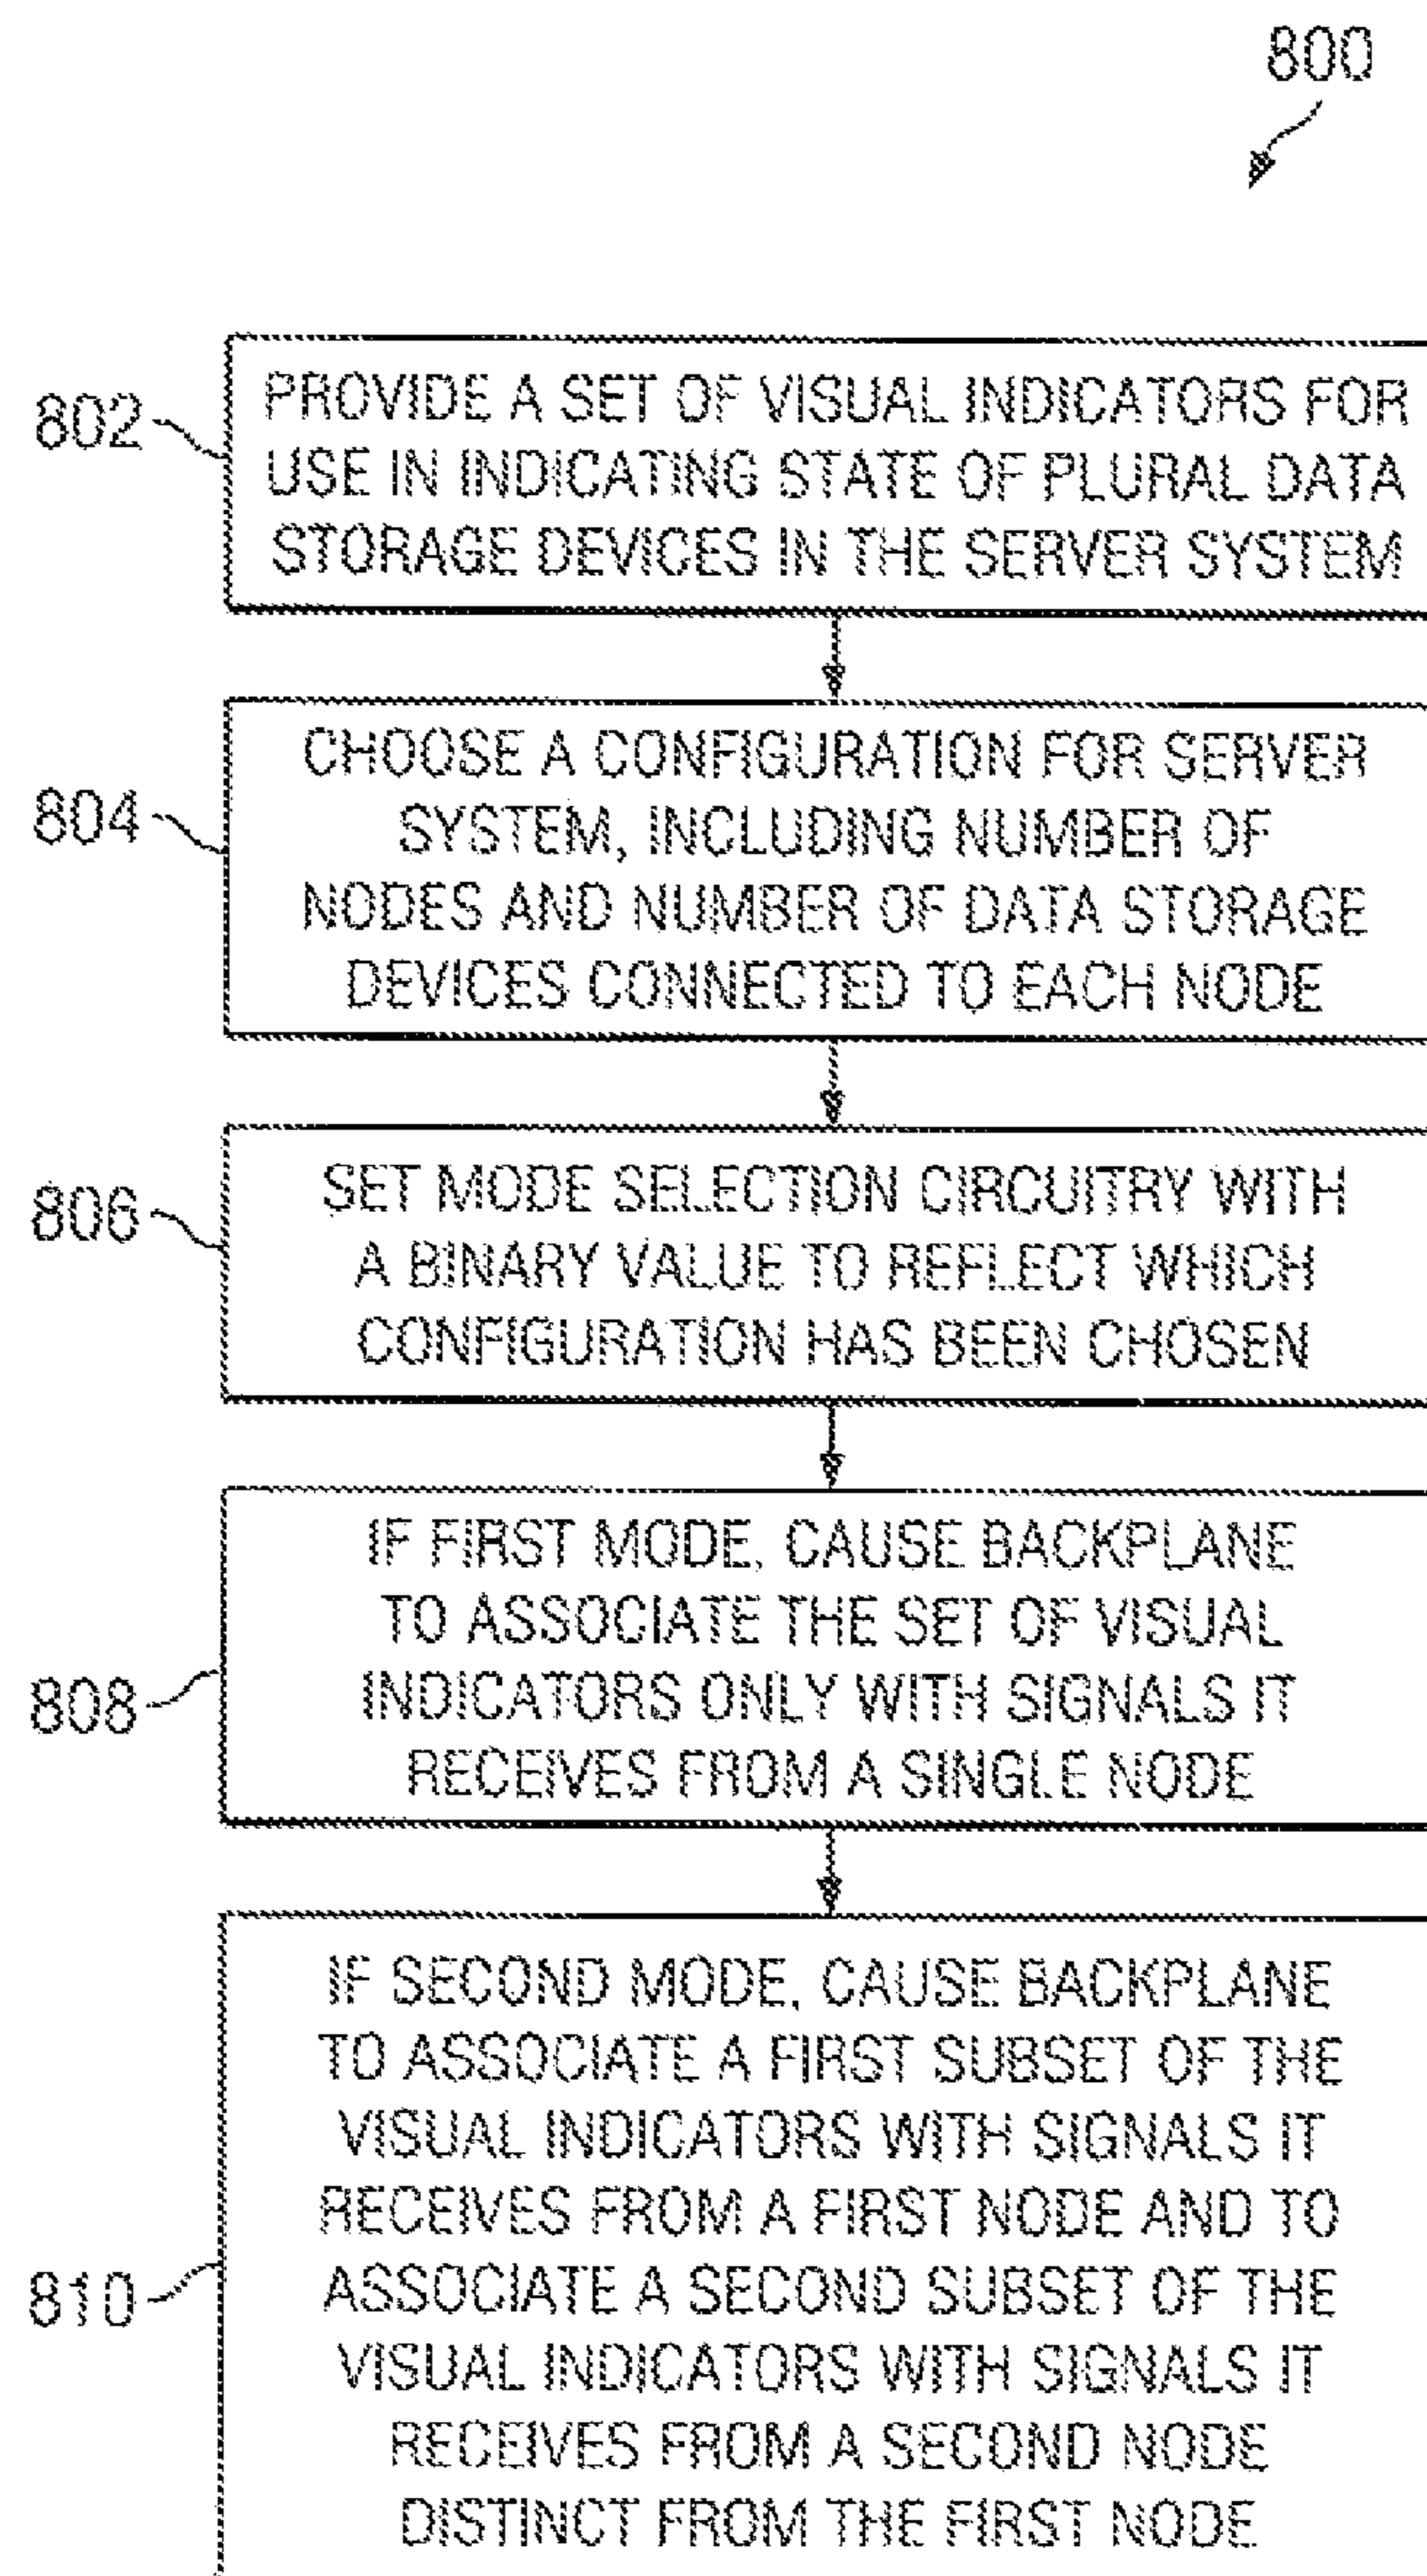 800
802
PROVIDE A SET OF VISUAL INDICATORS FOR
USE IN INDICATING STATE OF PLURAL DATA
STORAGE DEVICES IN THE SERVER SYSTEM
804
CHOOSE A CONFIGURATION FOR SERVER
SYSTEM, INCLUDING NUMBER OF
NODES AND NUMBER OF DATA STORAGE
DEVICES CONNECTED TO EACH NODE
806
SET MODE SELECTION CIRCUITRY WITH
A BINARY VALUE TO REFLECT WHICH
CONFIGURATION HAS BEEN CHOSEN
808
IF FIRST MODE, CAUSE BACKPLANE
TO ASSOCIATE THE SET OF VISUAL
INDICATORS ONLY WITH SIGNALS IT
RECEIVES FROM A SINGLE NODE
810
IF SECOND MODE, CAUSE BACKPLANE
TO ASSOCIATE A FIRST SUBSET OF THE
VISUAL INDICATORS WITH SIGNALS IT
RECEIVES FROM A FIRST NODE AND TO
ASSOCIATE A SECOND SUBSET OF THE
VISUAL INDICATORS WITH SIGNALS IT
RECEIVES FROM A SECOND NODE
DISTINCT FROM THE FIRST NODE